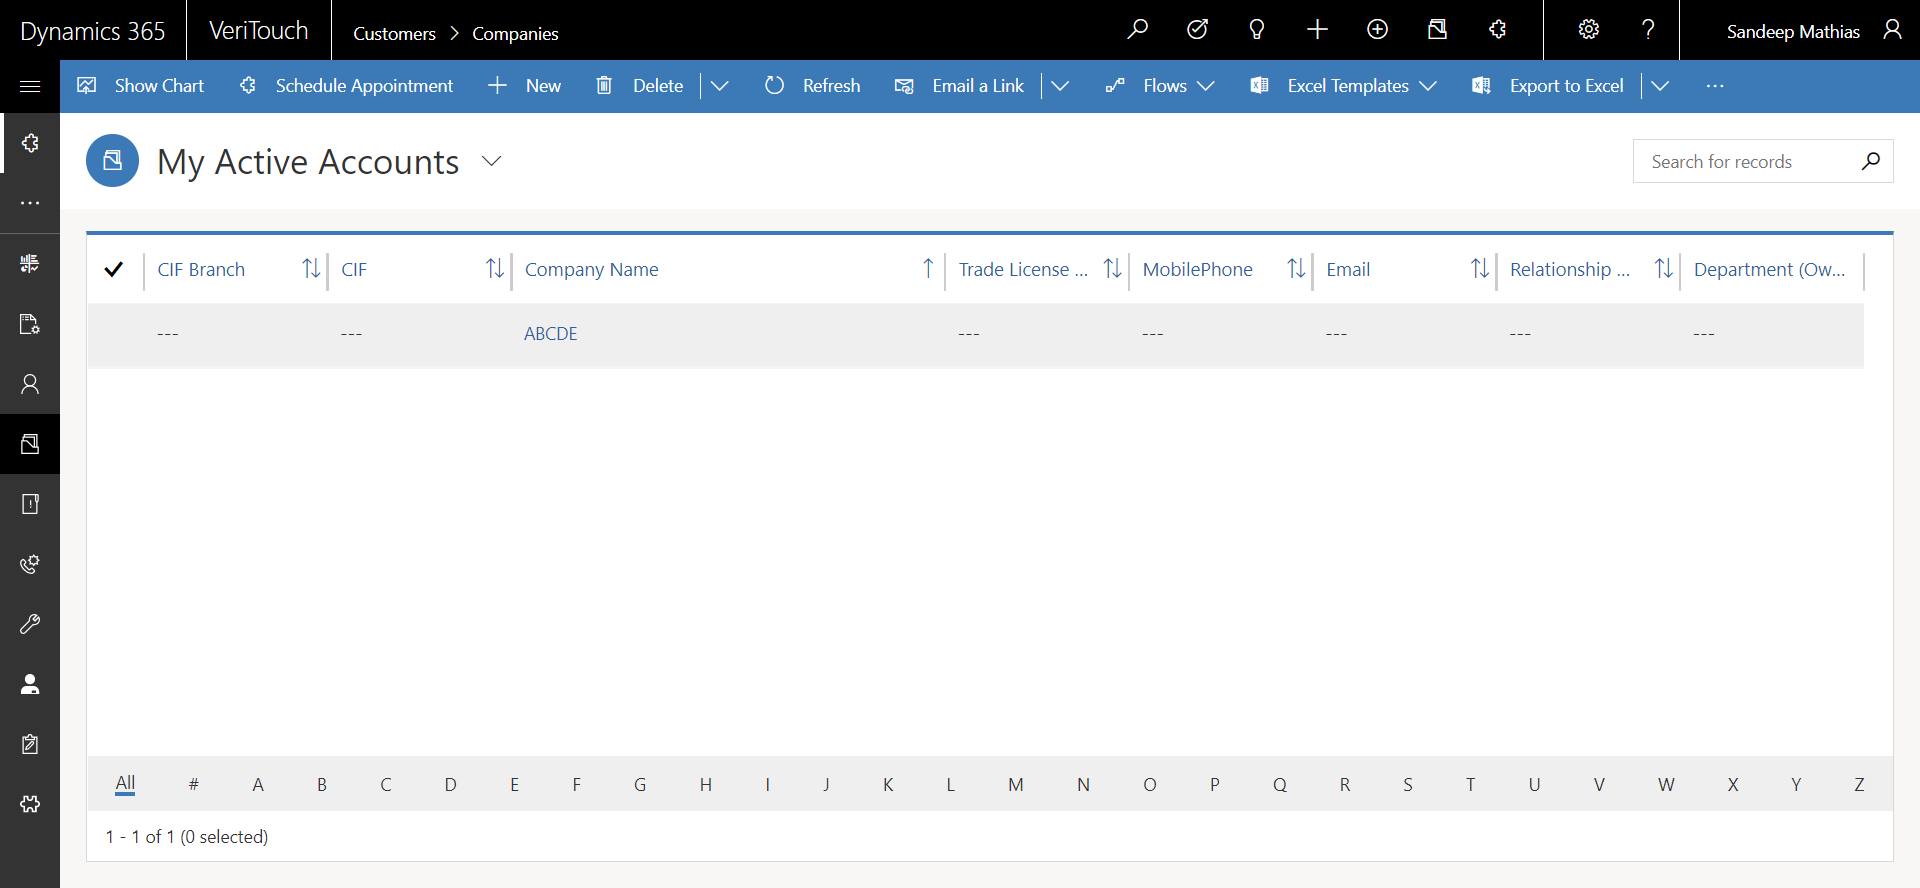 Dynamics 365 VeriTouch Customers > Companies Sandeep Mathias
Show Chart Schedule Appointment New Delete Refresh Email a Link Flows Excel Templates Export to Excel ...
My Active Accounts
Search for records
CIF Branch CIF Company Name Trade License ... MobilePhone Email Relationship ... Department (Ow...
--- --- ABCDE --- --- --- --- ---
All # A B C D E F G H I J K L M N O P Q R S T U V W X Y Z
1 - 1 of 1 (0 selected)